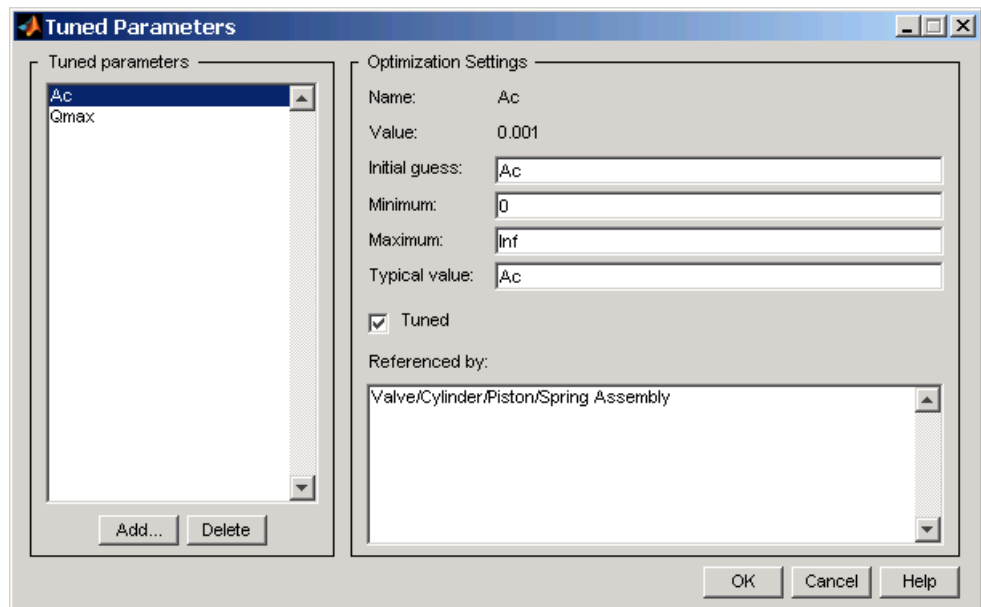 Tuned Parameters
Tuned parameters
Ac
Qmax
Add...
Delete
Optimization Settings
Name: Ac
Value: 0.001
Initial guess: Ac
Minimum: 0
Maximum: Inf
Typical value: Ac
Tuned
Referenced by:
Valve/Cylinder/Piston/Spring Assembly
OK Cancel Help